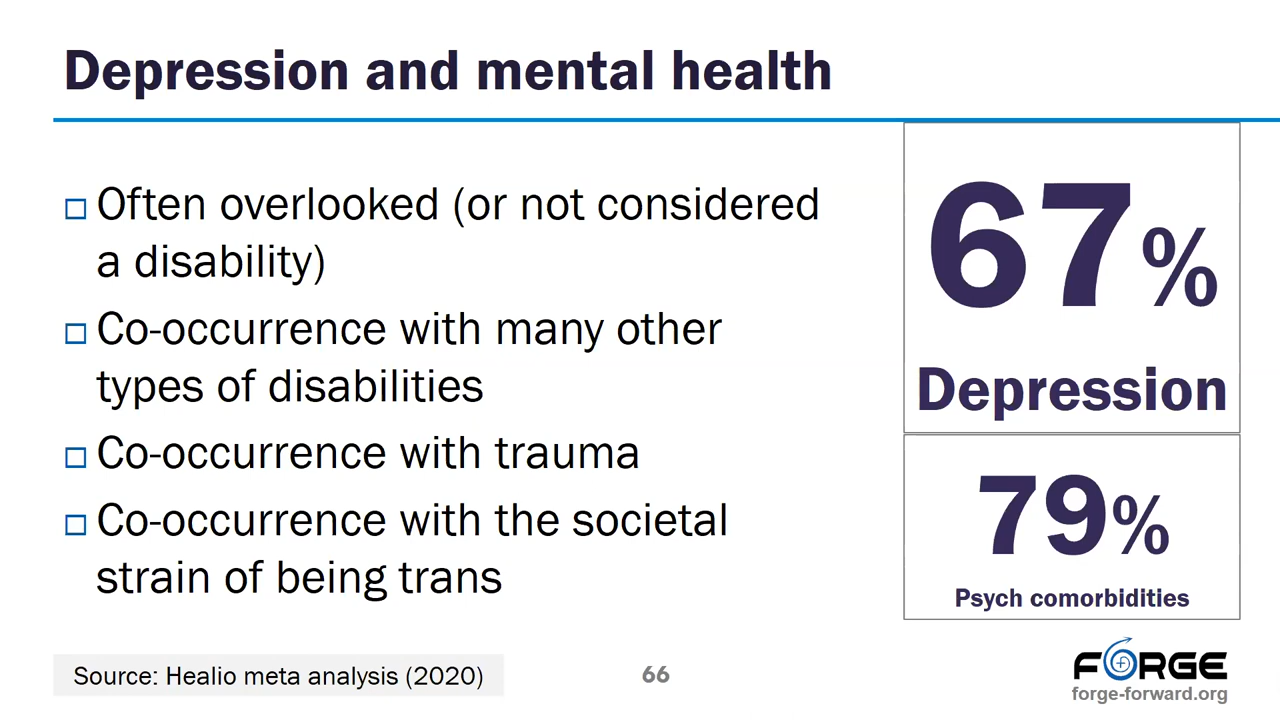 Depression and mental health
Often overlooked (or not considered
a disability)
Co-occurrence with many other
types of disabilities
Co-occurrence with trauma
Co-occurrence with the societal
strain of being trans
67%
Depression
79%
Psych comorbidities
Source: Healio meta analysis (2020)
66
FORGE
forge-forward.org